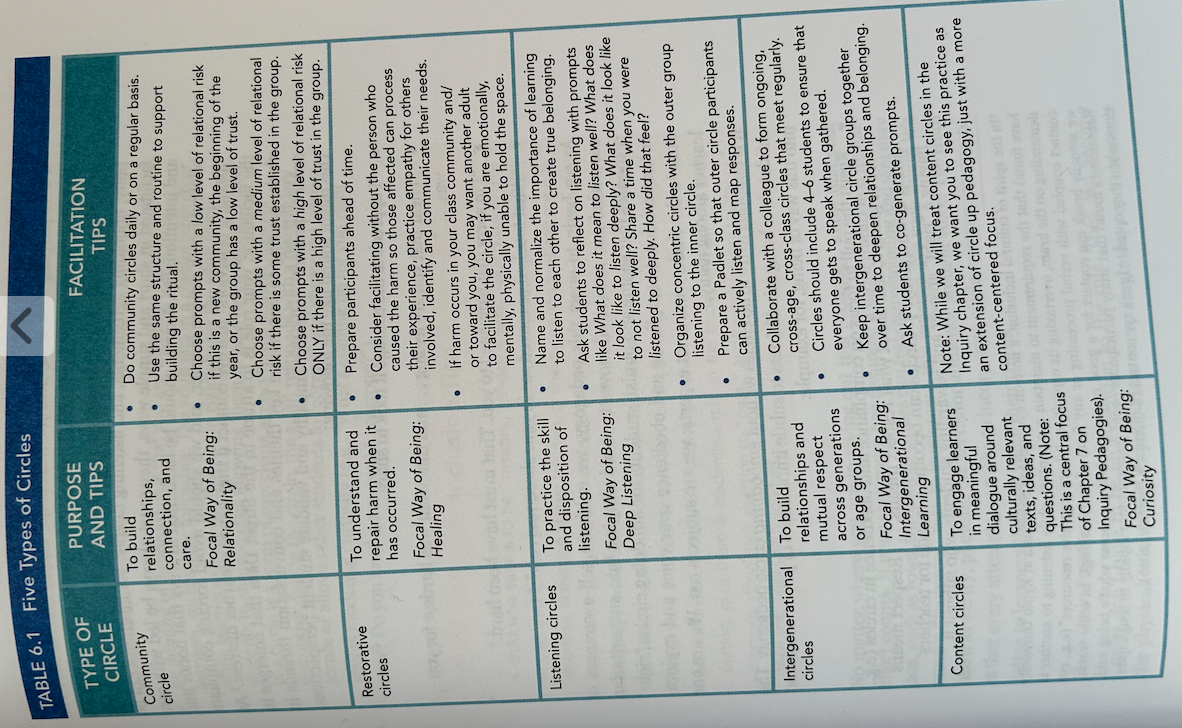 TABLE 6.1 Five Types of Circles
TYPE OF
CIRCLE
PURPOSE
AND TIPS
FACILITATION
TIPS
Community
circle
To build
relationships,
connection, and
care.
Focal Way of Being:
Relationality
• Do community circles daily or on a regular basis.
• Use the same structure and routine to support
building the ritual.
• Choose prompts with a low level of relational risk
if this is a new community, the beginning of the
year, or the group has a low level of trust.
• Choose prompts with a medium level of relational
risk if there is some trust established in the group.
• Choose prompts with a high level of relational risk
ONLY if there is a high level of trust in the group.
Restorative
circles
To understand and
repair harm when it
has occurred.
Focal Way of Being:
Healing
• Prepare participants ahead of time.
• Consider facilitating without the person who
caused the harm so those affected can process
their experience, practice empathy for others
involved, identify and communicate their needs.
• If harm occurs in your class community and/
or toward you, you may want another adult
to facilitate the circle; if you are emotionally,
mentally, physically unable to hold the space.
Listening circles
To practice the skill
and disposition of
listening.
Focal Way of Being:
Deep Listening
• Name and normalize the importance of learning
to listen to each other to create true belonging.
• Ask students to reflect on listening with prompts
like What does it mean to listen well? What does
it look like to listen deeply? What does it look like
to not listen well? Share a time when you were
listened to deeply. How did that feel?
• Organize concentric circles with the outer group
listening to the inner circle.
• Prepare a Padlet so that outer circle participants
can actively listen and map responses.
Intergenerational
circles
To build
relationships and
mutual respect
across generations
or age groups.
Focal Way of Being:
Intergenerational
Learning
• Collaborate with a colleague to form ongoing,
cross-age, cross-class circles that meet regularly.
• Circles should include 4–6 students to ensure that
everyone gets to speak when gathered.
• Keep intergenerational circle groups together
over time to deepen relationships and belonging.
• Ask students to co-generate prompts.
Content circles
To engage learners
in meaningful
dialogue around
culturally relevant
texts, ideas, and
questions. (Note:
This is a central focus
of Chapter 7 on
Inquiry Pedagogies).
Focal Way of Being:
Curiosity
Note: While we will treat content circles in the
Inquiry chapter, we want you to see this practice as
an extension of circle up pedagogy, just with a more
content-centered focus.